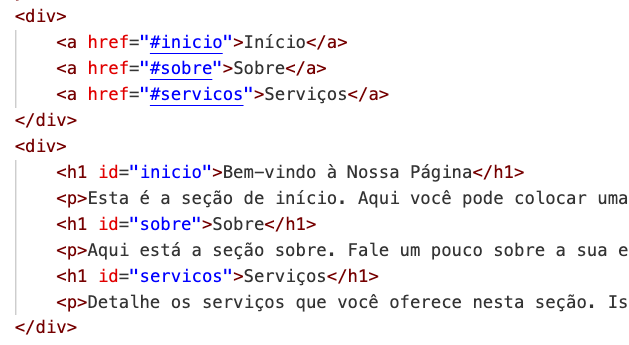 <div>
<a href="#inicio">Início</a>
<a href="#sobre">Sobre</a>
<a href="#servicos">Serviços</a>
</div>
<div>
<h1 id="inicio">Bem-vindo à Nossa Página</h1>
<p>Esta é a seção de início. Aqui você pode colocar uma
<h1 id="sobre">Sobre</h1>
<p>Aqui está a seção sobre. Fale um pouco sobre a sua e
<h1 id="servicos">Serviços</h1>
<p>Detalhe os serviços que você oferece nesta seção. Is
</div>